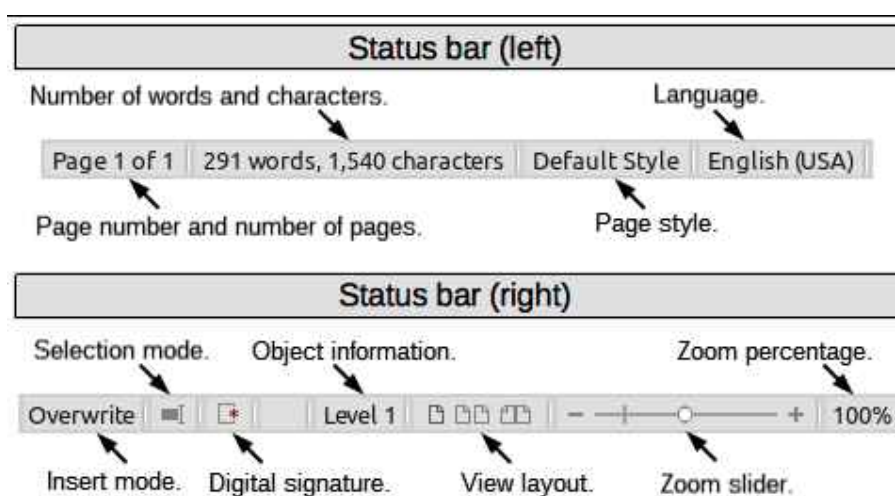 Status bar (left)
Number of words and characters. Language.
Page 1 of 1 291 words, 1,540 characters Default Style English (USA)
Page number and number of pages. Page style.
Status bar (right)
Selection mode. Object information. Zoom percentage.
Overwrite Level 1 100%
Insert mode. Digital signature. View layout. Zoom slider.